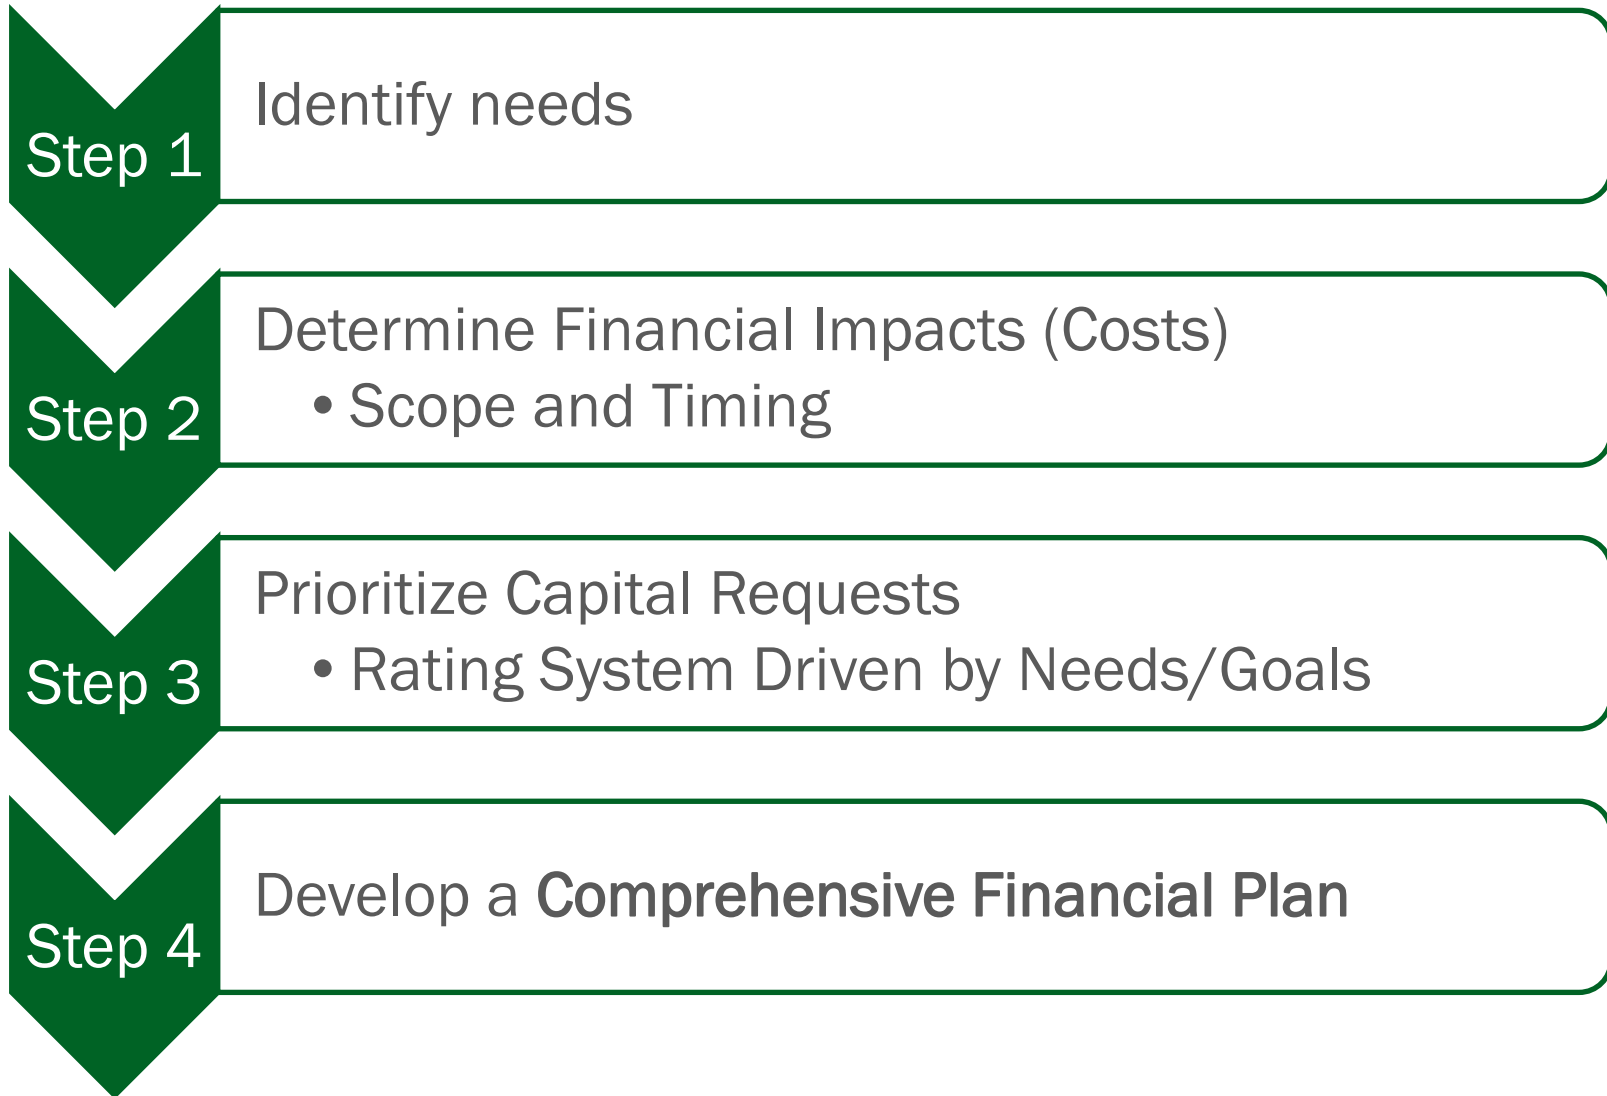 Step 1
Identify needs
Step 2
Determine Financial Impacts (Costs)
• Scope and Timing
Step 3
Prioritize Capital Requests
• Rating System Driven by Needs/Goals
Step 4
Develop a Comprehensive Financial Plan